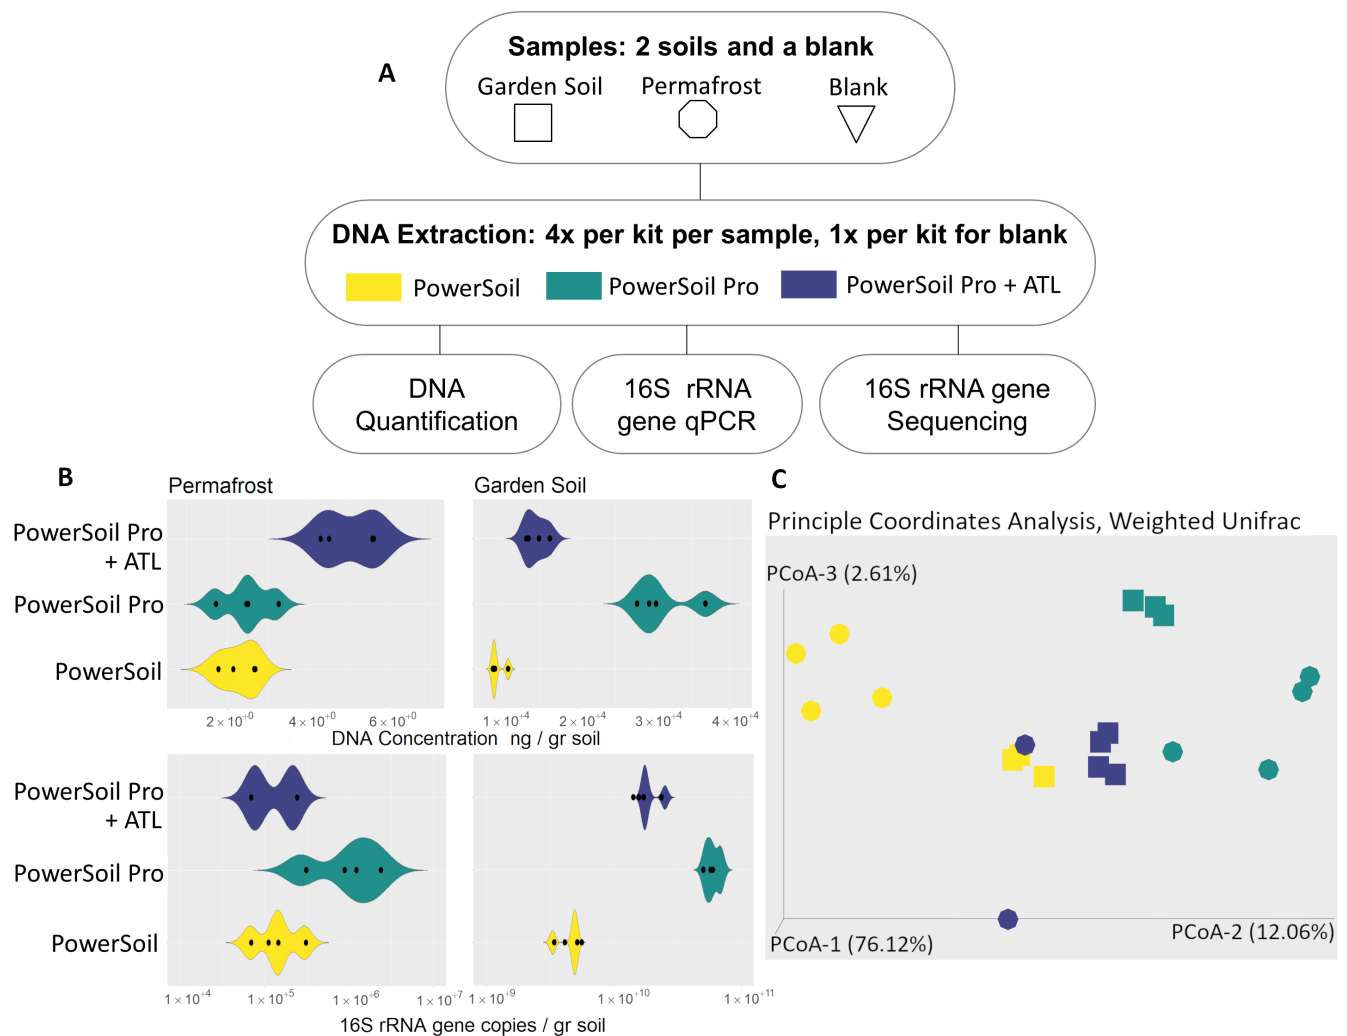 A
Samples: 2 soils and a blank
Garden Soil Permafrost Blank
DNA Extraction: 4x per kit per sample, 1x per kit for blank
PowerSoil PowerSoil Pro PowerSoil Pro + ATL
DNA
Quantification
16S rRNA
gene qPCR
16S rRNA gene
Sequencing
B
Permafrost Garden Soil
PowerSoil Pro
+ ATL
PowerSoil Pro
PowerSoil
2 × 10⁺⁰ 4 × 10⁺⁰ 6 × 10⁺⁰ 1 × 10⁺⁴ 2 × 10⁺⁴ 3 × 10⁺⁴ 4 × 10⁺⁴
DNA Concentration ng / gr soil
PowerSoil Pro
+ ATL
PowerSoil Pro
PowerSoil
1 × 10⁺⁴ 1 × 10⁺⁵ 1 × 10⁺⁶ 1 × 10⁺⁷ 1 × 10⁺⁹ 1 × 10⁺¹⁰ 1 × 10⁺¹¹
16S rRNA gene copies / gr soil
C
Principle Coordinates Analysis, Weighted Unifrac
PCoA-3 (2.61%)
PCoA-1 (76.12%)
PCoA-2 (12.06%)